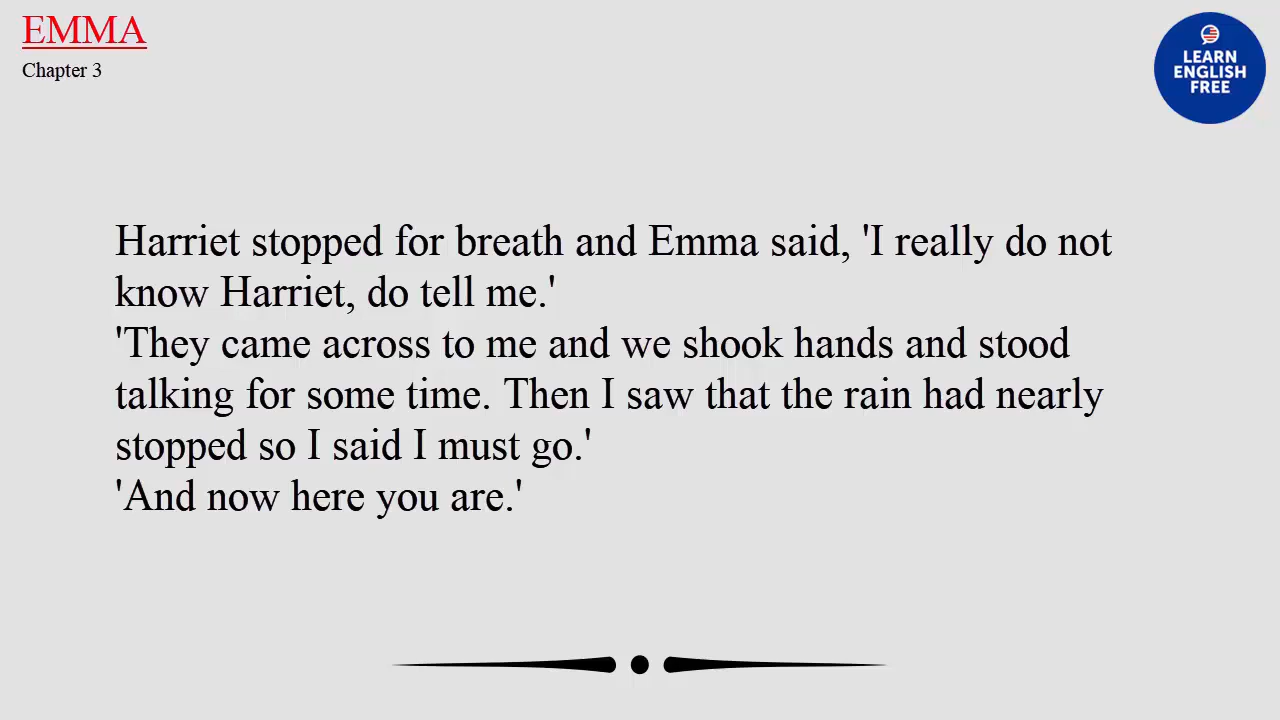 EMMA
Chapter 3
LEARN
ENGLISH
FREE
Harriet stopped for breath and Emma said, 'I really do not
know Harriet, do tell me.'
'They came across to me and we shook hands and stood
talking for some time. Then I saw that the rain had nearly
stopped so I said I must go.'
'And now here you are.'